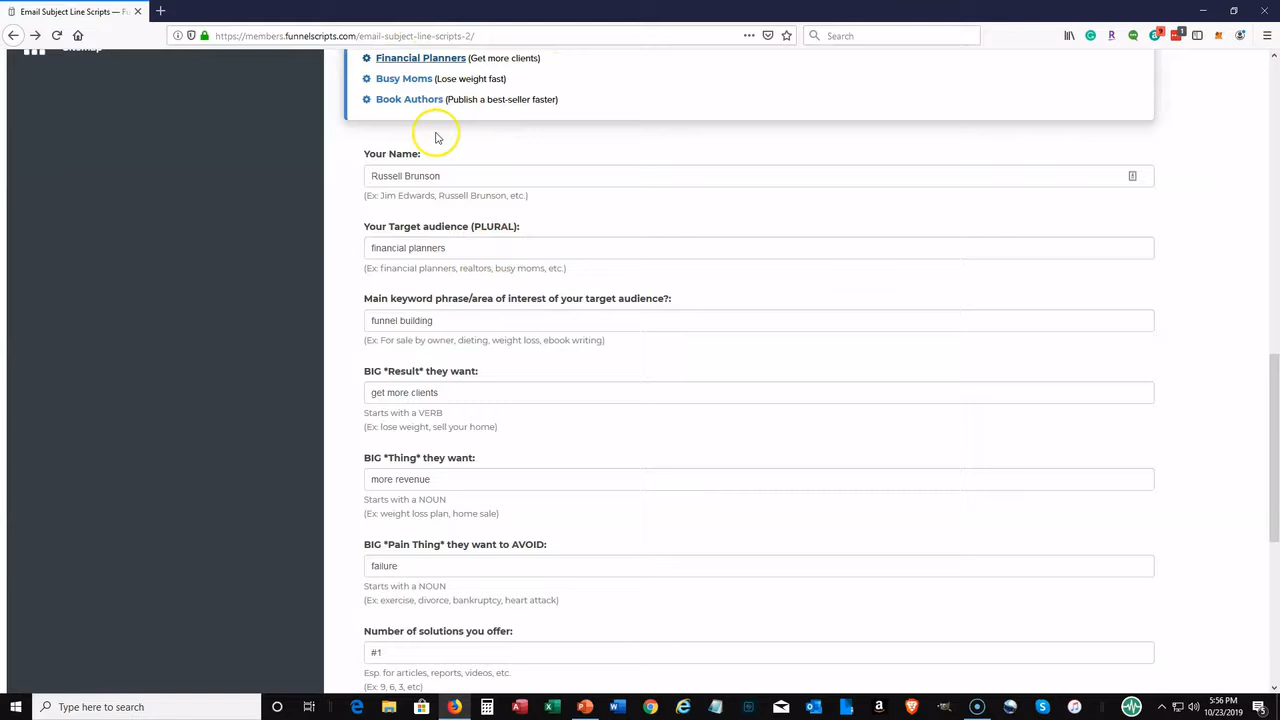 Email Subject Line Scripts — Fu
https://members.funnelscripts.com/email-subject-line-scripts-2/
Search
9
1
Financial Planners (Get more clients)
Busy Moms (Lose weight fast)
Book Authors (Publish a best-seller faster)
Your Name:
Russell Brunson
(Ex: Jim Edwards, Russell Brunson, etc.)
Your Target audience (PLURAL):
financial planners
(Ex: financial planners, realtors, busy moms, etc.)
Main keyword phrase/area of interest of your target audience?:
funnel building
(Ex: For sale by owner, dieting, weight loss, ebook writing)
BIG *Result* they want:
get more clients
Starts with a VERB
(Ex: lose weight, sell your home)
BIG *Thing* they want:
more revenue
Starts with a NOUN
(Ex: weight loss plan, home sale)
BIG *Pain Thing* they want to AVOID:
failure
Starts with a NOUN
(Ex: exercise, divorce, bankruptcy, heart attack)
Number of solutions you offer:
#1
Esp. for articles, reports, videos, etc.
(Ex: 9, 6, 3, etc)
Type here to search
5:56 PM
10/23/2019